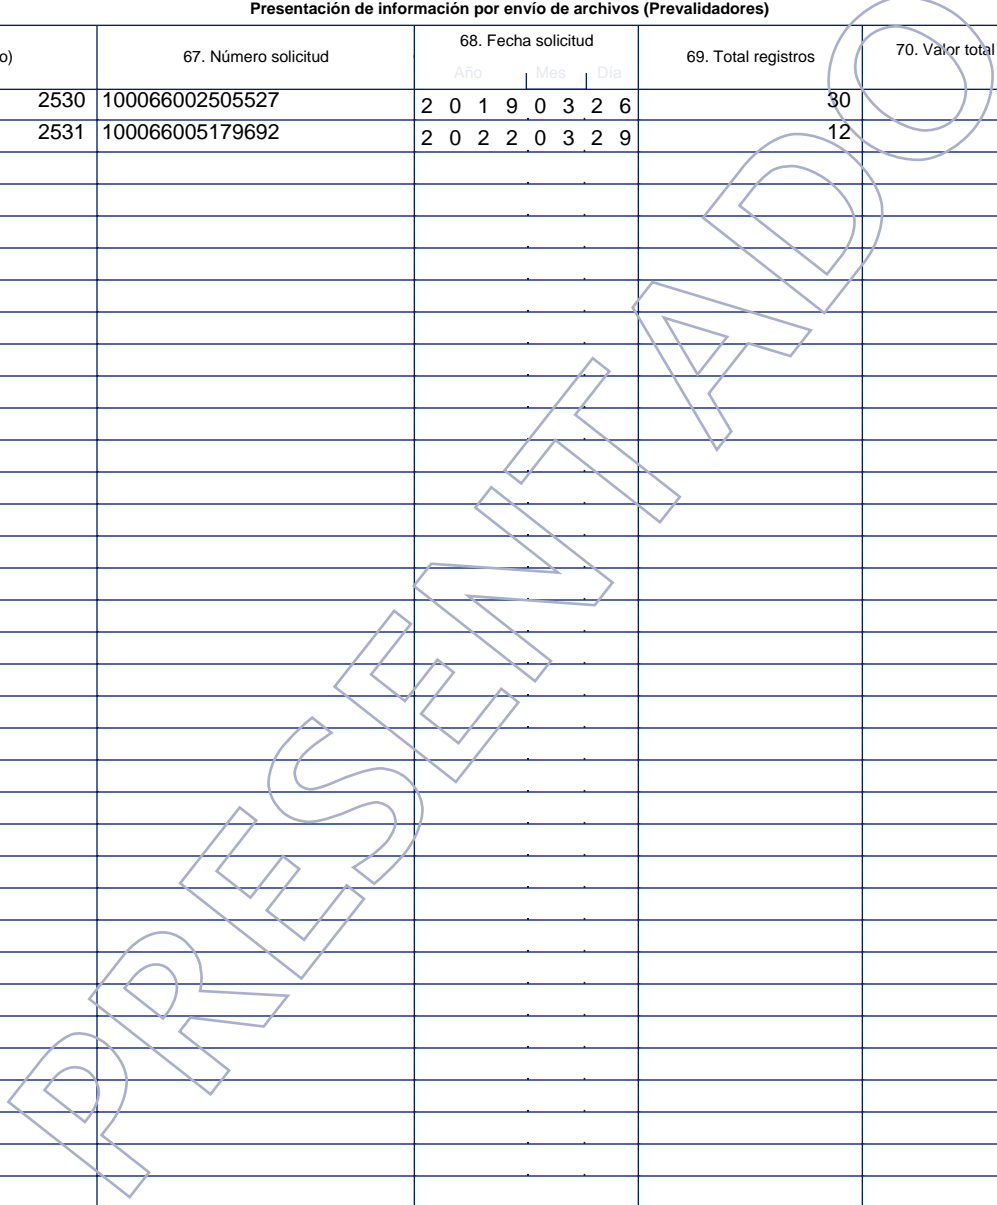 Presentación de información por envío de archivos (Prevalidadores)
o) 67. Número solicitud 68. Fecha solicitud 69. Total registros 70. Valor total
Año Mes Día
2530 100066002505527 2 0 1 9 0 3 2 6 30
2531 100066005179692 2 0 2 2 0 3 2 9 12
PRESENTADO